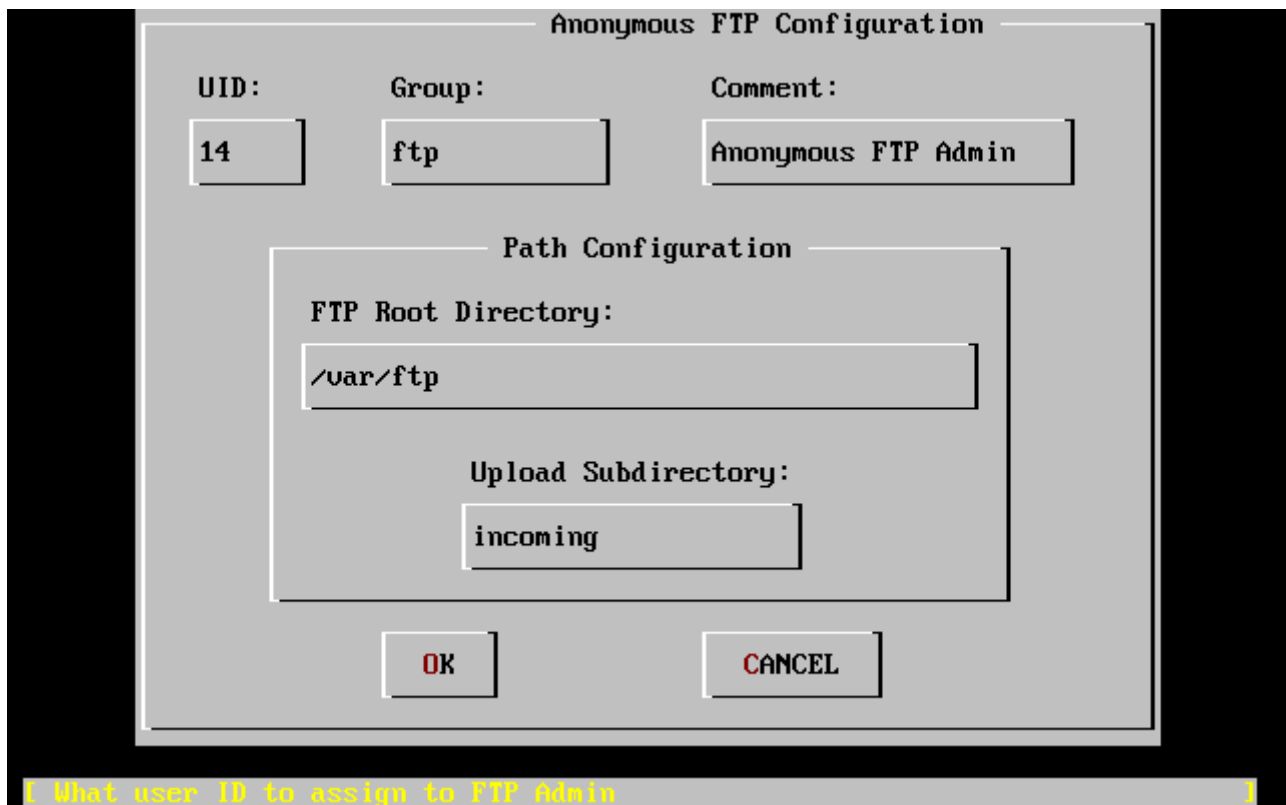 Anonymous FTP Configuration
UID: Group: Comment:
14 ftp Anonymous FTP Admin
Path Configuration
FTP Root Directory:
/var/ftp
Upload Subdirectory:
incoming
OK CANCEL
[ What user ID to assign to FTP Admin ]